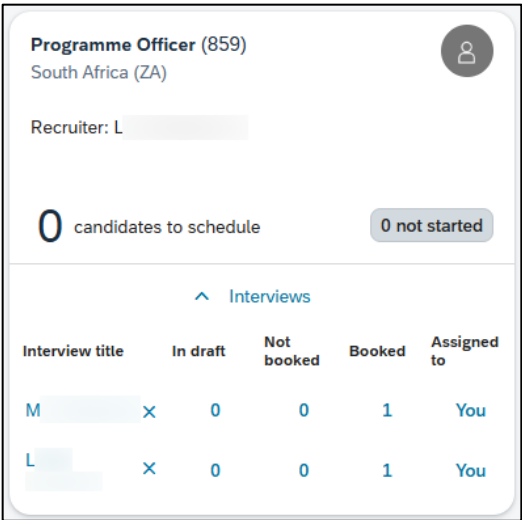 Programme Officer (859)
South Africa (ZA)
Recruiter: L
0 candidates to schedule 0 not started
Interviews
Interview title In draft Not booked Booked Assigned to
M × 0 0 1 You
L × 0 0 1 You